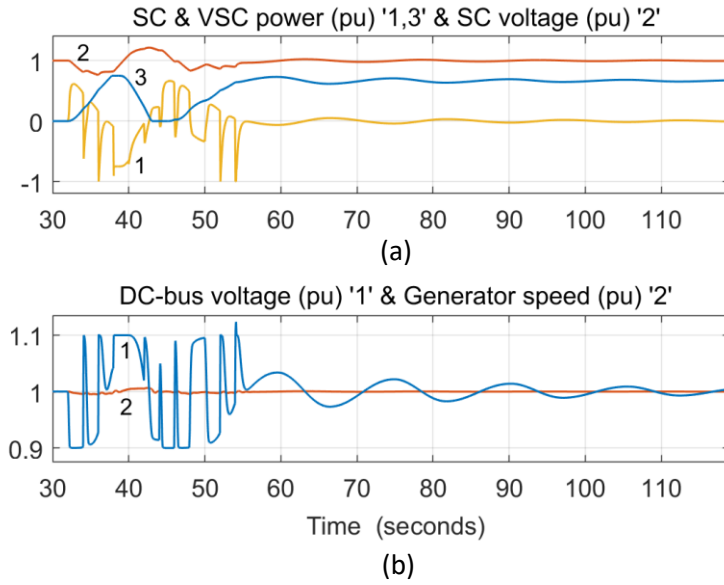 SC & VSC power (pu) '1,3' & SC voltage (pu) '2'
1
0
-1
2
3
1
30 40 50 60 70 80 90 100 110
(a)
DC-bus voltage (pu) '1' & Generator speed (pu) '2'
1.1
1
0.9
1
2
30 40 50 60 70 80 90 100 110
Time (seconds)
(b)